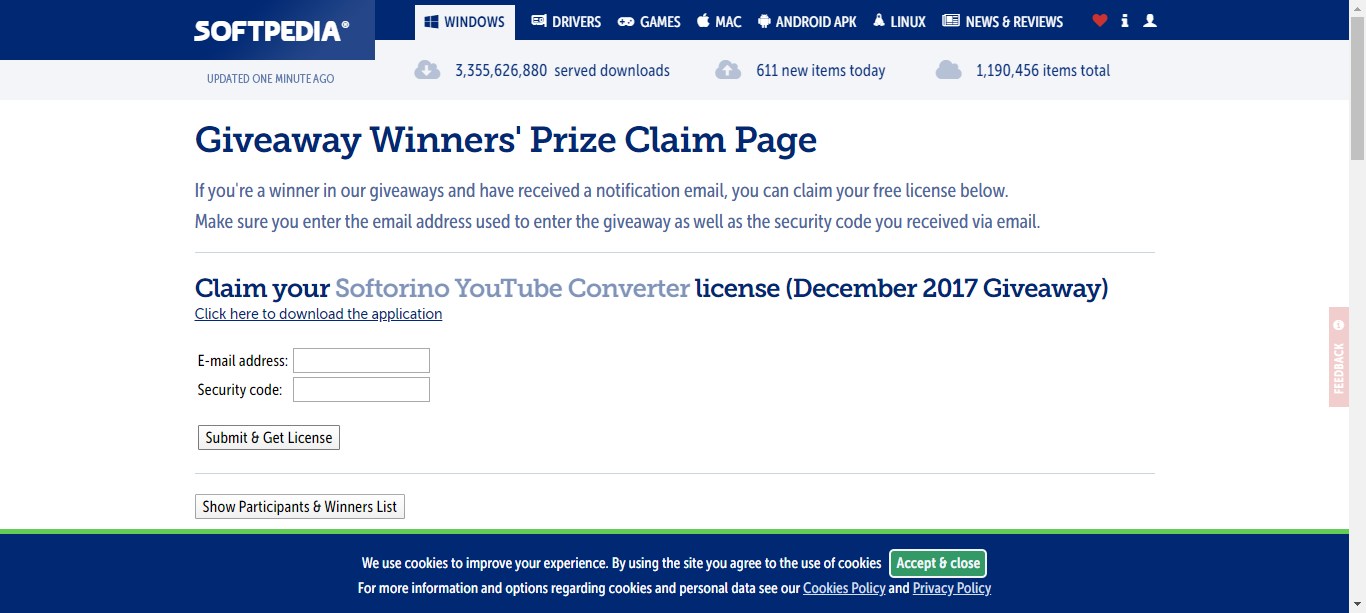 SOFTPEDIA®
WINDOWS DRIVERS GAMES MAC ANDROID APK LINUX NEWS & REVIEWS
UPDATED ONE MINUTE AGO
3,355,626,880 served downloads 611 new items today 1,190,456 items total
Giveaway Winners' Prize Claim Page
If you're a winner in our giveaways and have received a notification email, you can claim your free license below.
Make sure you enter the email address used to enter the giveaway as well as the security code you received via email.
Claim your Softorino YouTube Converter license (December 2017 Giveaway)
Click here to download the application
E-mail address:
Security code:
Submit & Get License
Show Participants & Winners List
FEEDBACK
We use cookies to improve your experience. By using the site you agree to the use of cookies Accept & close
For more information and options regarding cookies and personal data see our Cookies Policy and Privacy Policy